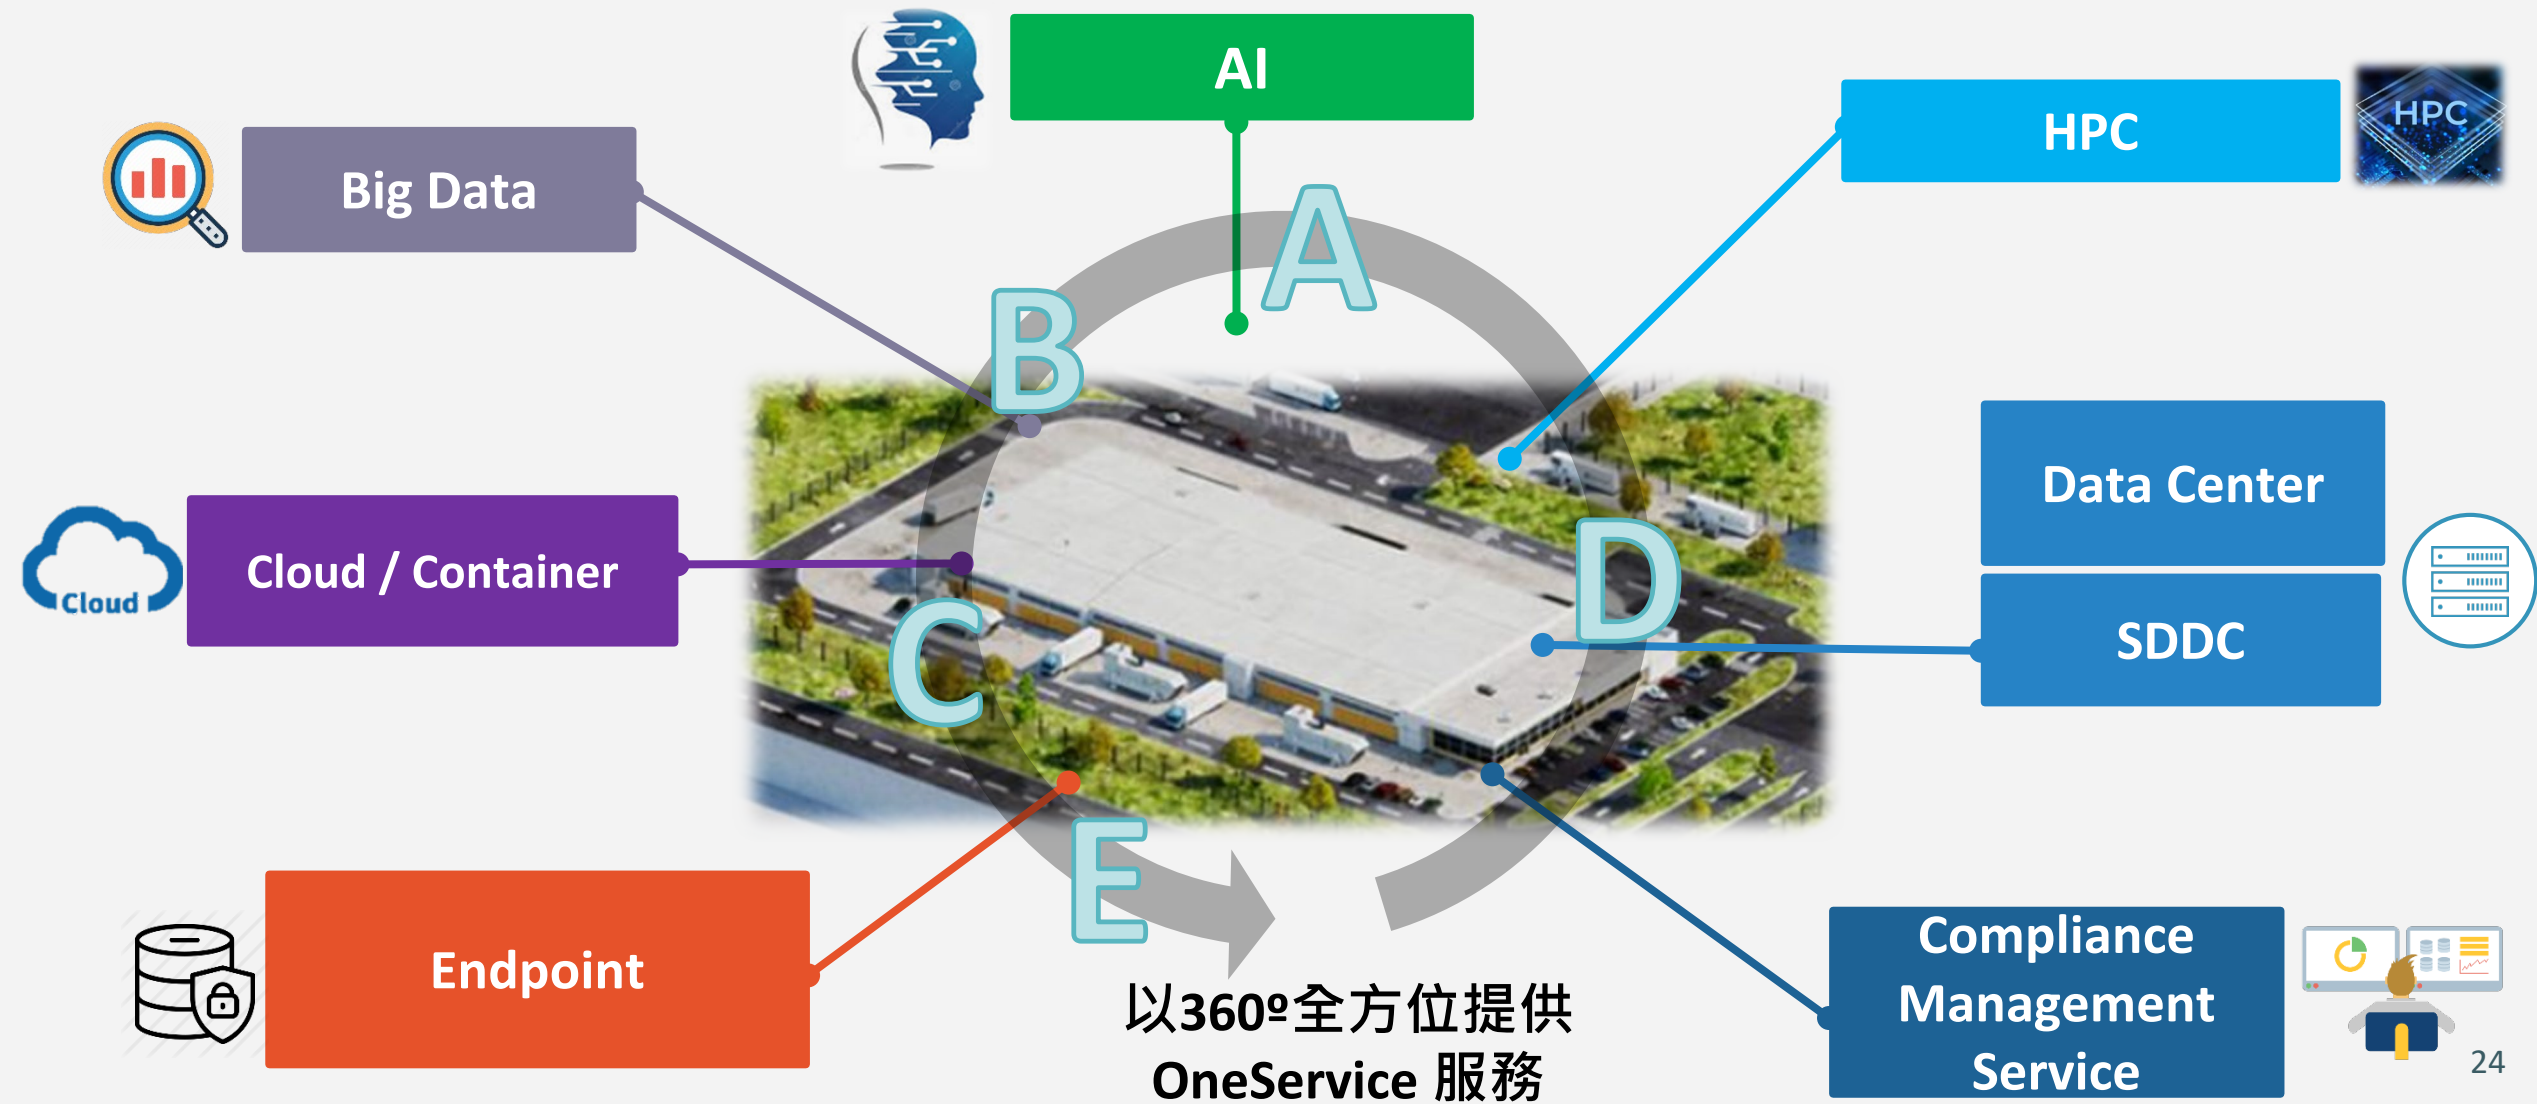 AI
HPC
HPC
Big Data
A
B
Data Center
Cloud / Container
Cloud
D
SDDC
C
E
Endpoint
Compliance
Management
Service
以360º全方位提供
OneService 服務
24